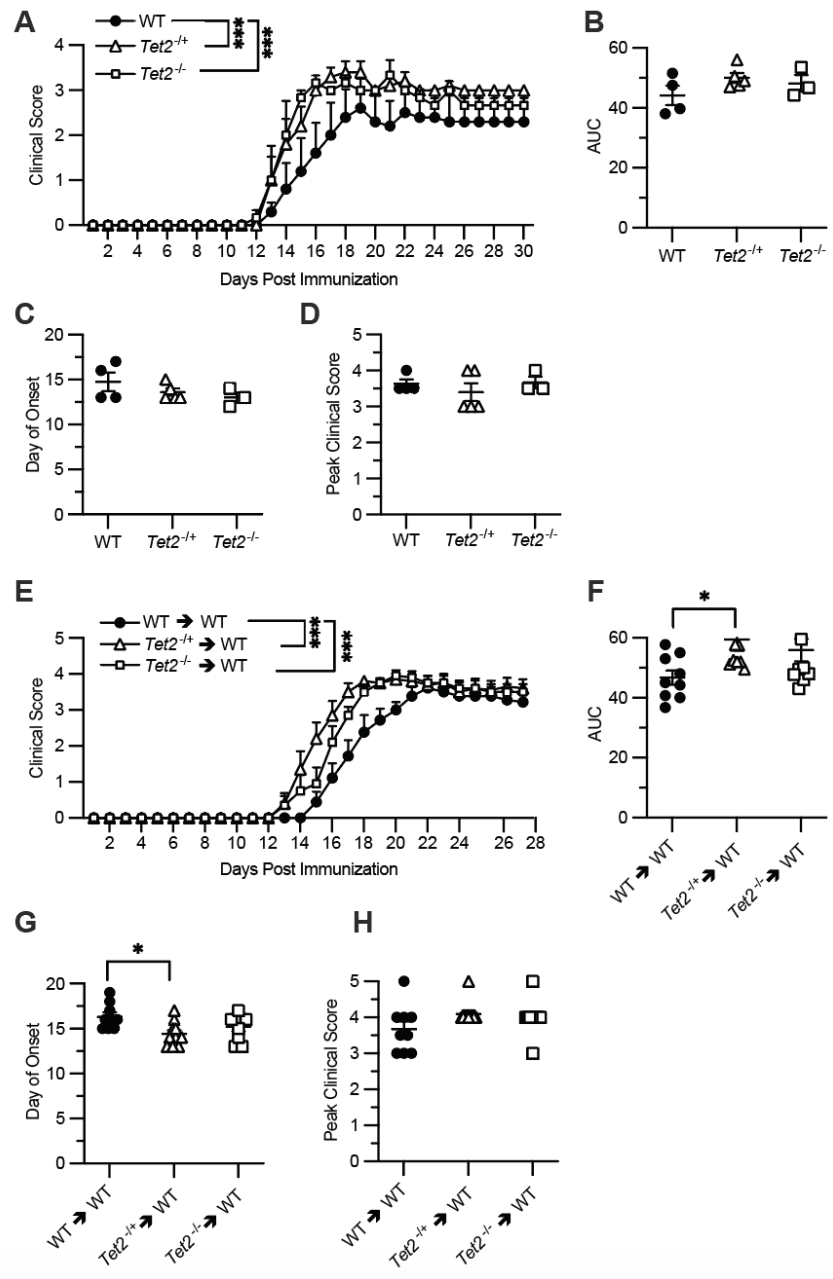 A
WT
Tet2-/+
Tet2-/-
***
***
Clinical Score
4
3
2
1
0
2 4 6 8 10 12 14 16 18 20 22 24 26 28 30
Days Post Immunization
B
AUC
60
40
20
0
WT Tet2-/+ Tet2-/-
C
Day of Onset
20
15
10
5
0
WT Tet2-/+ Tet2-/-
D
Peak Clinical Score
5
4
3
2
1
0
WT Tet2-/+ Tet2-/-
E
WT ➔ WT
Tet2-/+ ➔ WT
Tet2-/- ➔ WT
***
***
Clinical Score
5
4
3
2
1
0
2 4 6 8 10 12 14 16 18 20 22 24 26 28
Days Post Immunization
F
*
AUC
60
40
20
0
WT ➔ WT
Tet2-/+ ➔ WT
Tet2-/- ➔ WT
G
*
Day of Onset
20
15
10
5
0
WT ➔ WT
Tet2-/+ ➔ WT
Tet2-/- ➔ WT
H
Peak Clinical Score
5
4
3
2
1
0
WT ➔ WT
Tet2-/+ ➔ WT
Tet2-/- ➔ WT